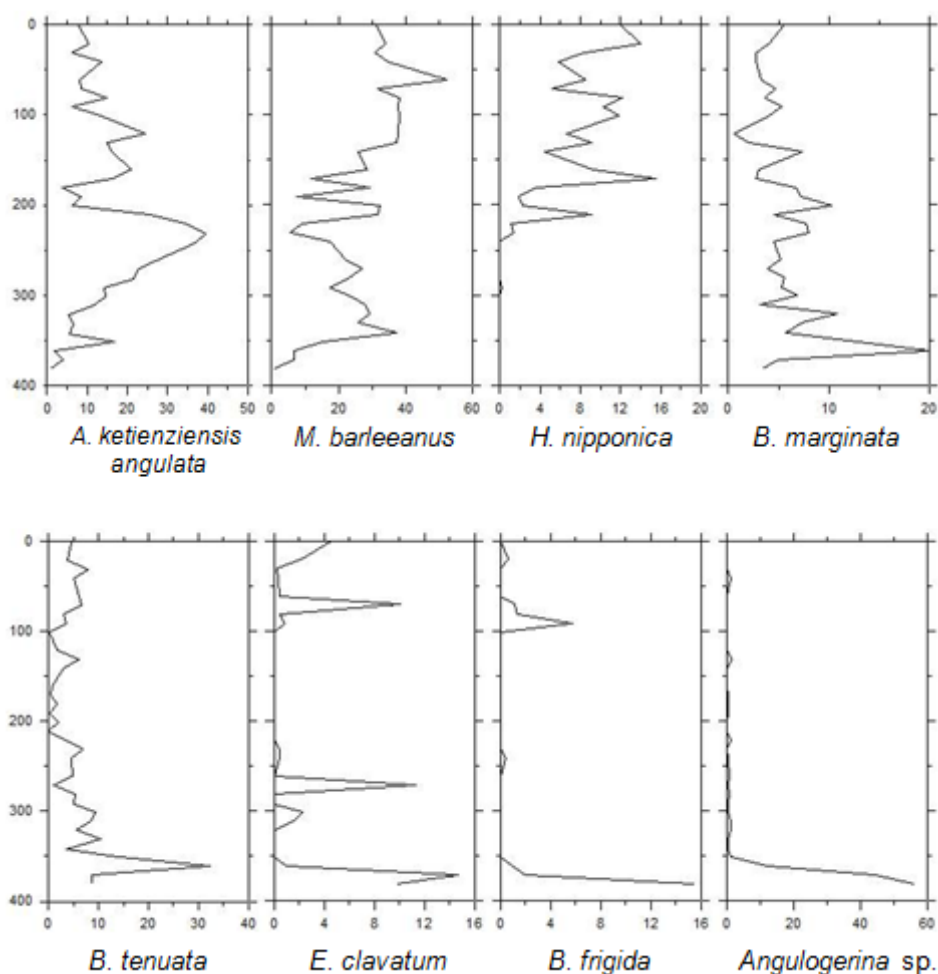 0
100
200
300
400
0 10 20 30 40 50
0 20 40 60
0 4 8 12 16 20
0 10 20
A. ketienziensis
angulata
M. barleeanus
H. nipponica
B. marginata
0
100
200
300
400
0 10 20 30 40
0 4 8 12 16
0 4 8 12 16
0 20 40 60
B. tenuata
E. clavatum
B. frigida
Angulogerina sp.